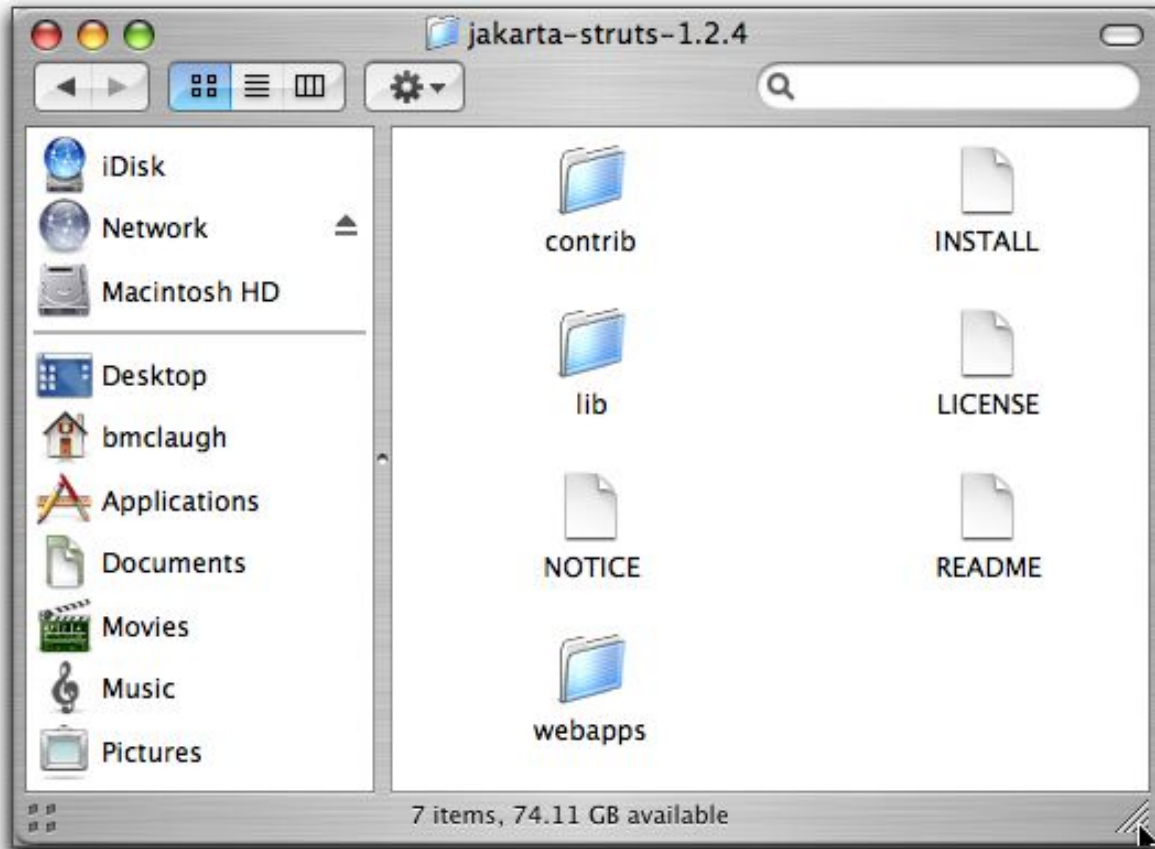 jakarta-struts-1.2.4
iDisk
Network
Macintosh HD
Desktop
bmclaugh
Applications
Documents
Movies
Music
Pictures
contrib
INSTALL
lib
LICENSE
NOTICE
README
webapps
7 items, 74.11 GB available